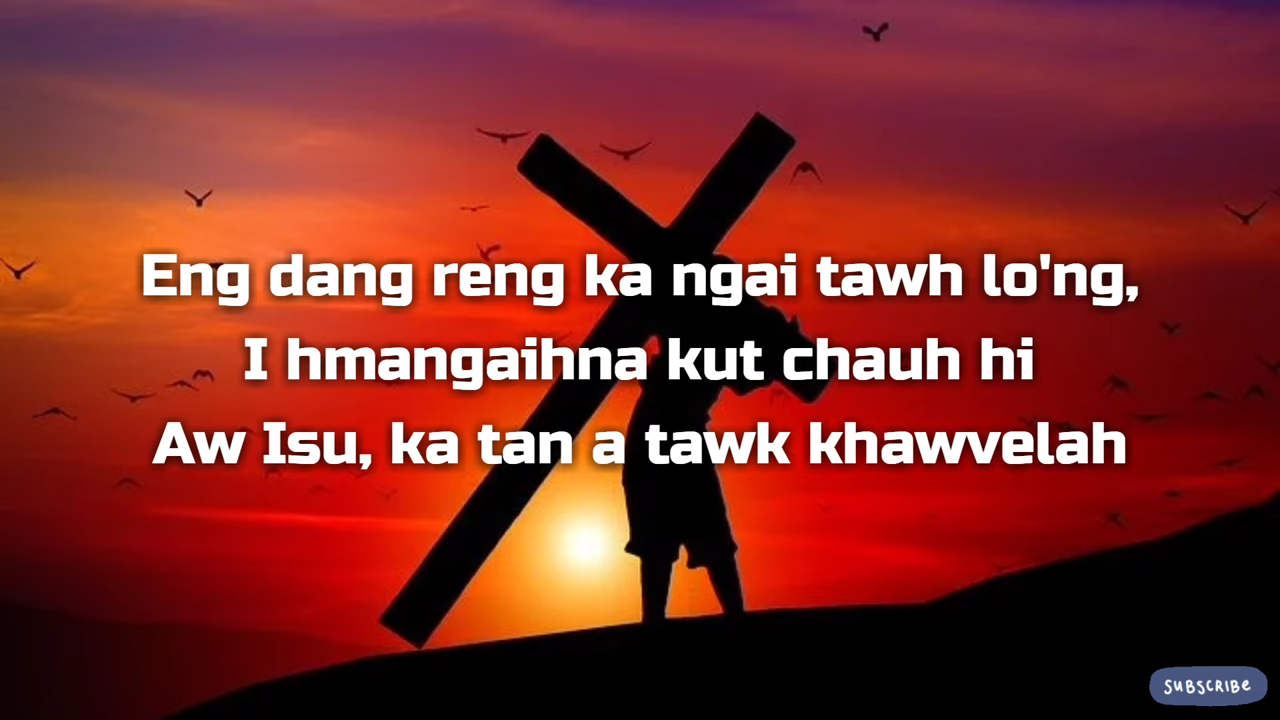 Eng dang reng ka ngai tawh lo'ng,
I hmangaihna kut chauh hi
Aw Isu, ka tan a tawk khawvelah
SUBSCRIBE